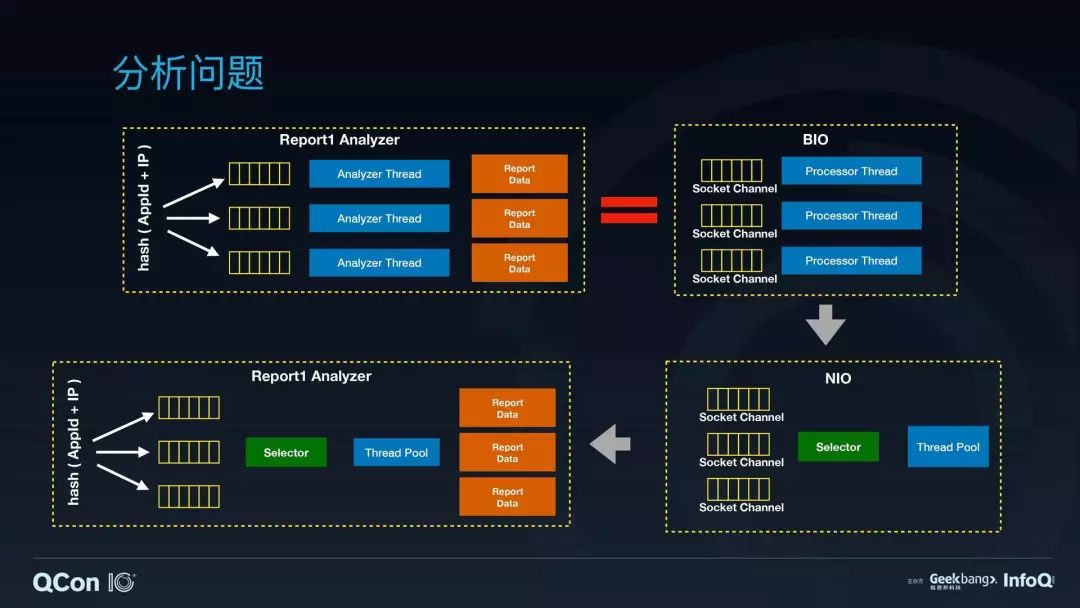 分析问题
Report1 Analyzer
hash ( AppId + IP )
Analyzer Thread
Report
Data
Analyzer Thread
Report
Data
Analyzer Thread
Report
Data
BIO
Socket Channel
Processor Thread
Socket Channel
Processor Thread
Socket Channel
Processor Thread
Report1 Analyzer
hash ( AppId + IP )
Selector
Thread Pool
Report
Data
Report
Data
Report
Data
NIO
Socket Channel
Socket Channel
Socket Channel
Selector
Thread Pool
QCon 10
主办方
Geekbang>.
极客邦科技
InfoQ